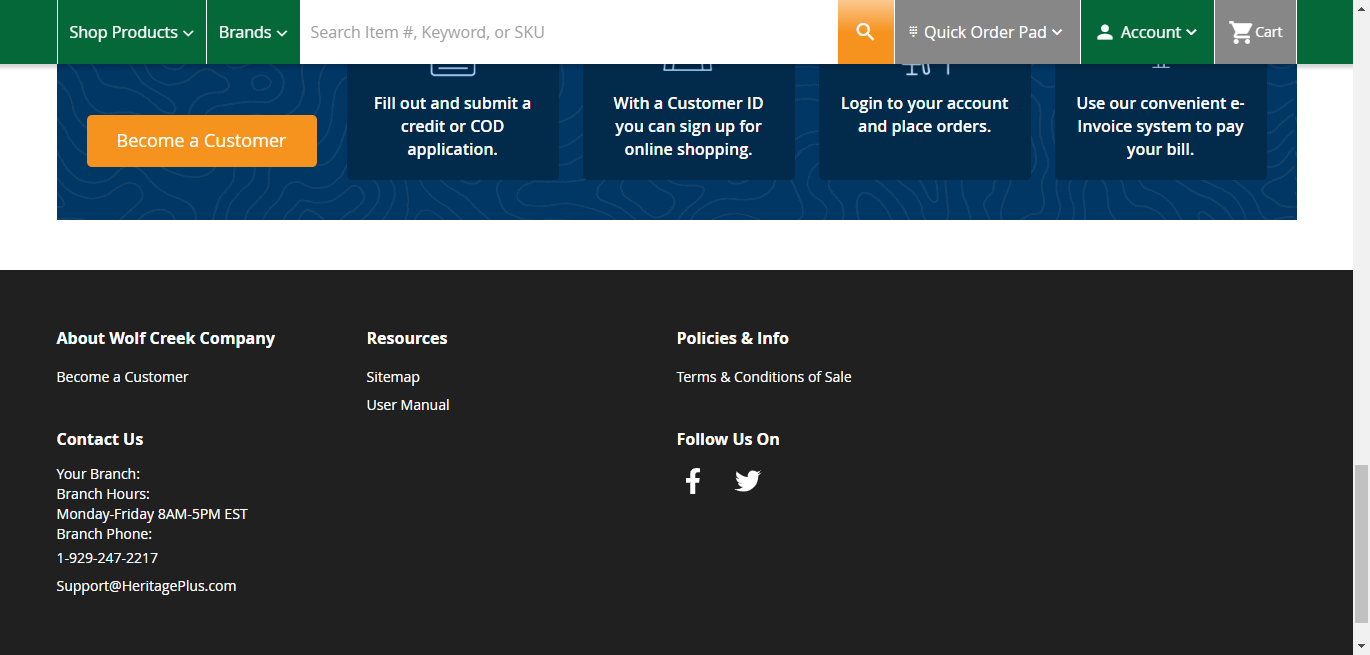 Shop Products
Brands
Search Item #, Keyword, or SKU
Quick Order Pad
Account
Cart
Become a Customer
Fill out and submit a
credit or COD
application.
With a Customer ID
you can sign up for
online shopping.
Login to your account
and place orders.
Use our convenient e-
Invoice system to pay
your bill.
About Wolf Creek Company
Become a Customer
Resources
Sitemap
User Manual
Policies & Info
Terms & Conditions of Sale
Contact Us
Your Branch:
Branch Hours:
Monday-Friday 8AM-5PM EST
Branch Phone:
1-929-247-2217
Support@HeritagePlus.com
Follow Us On